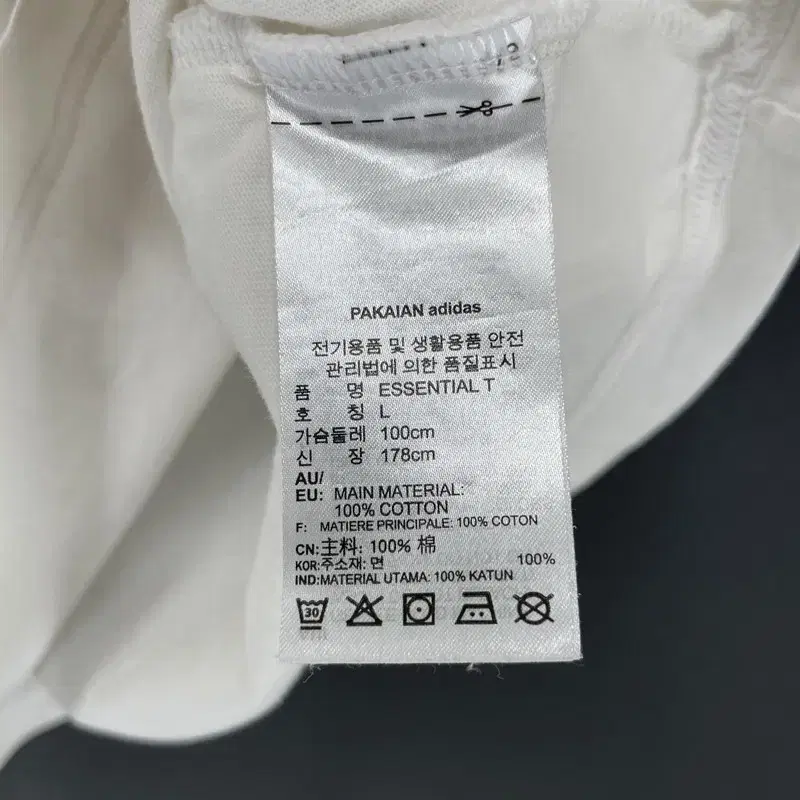 PAKAIAN adidas
전기용품 및 생활용품 안전
관리법에 의한 품질표시
품 명 ESSENTIAL T
호 칭 L
가슴둘레 100cm
신 장 178cm
AU/
EU: MAIN MATERIAL:
100% COTTON
F: MATIERE PRINCIPALE: 100% COTON
CN:主料: 100% 棉
KOR:주소재: 면 100%
IND:MATERIAL UTAMA: 100% KATUN
30